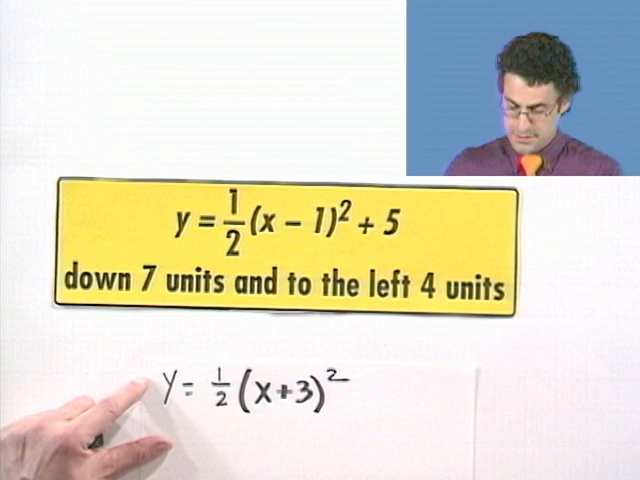 y = 1/2 (x − 1)² + 5
down 7 units and to the left 4 units
y = 1/2 (x+3)²